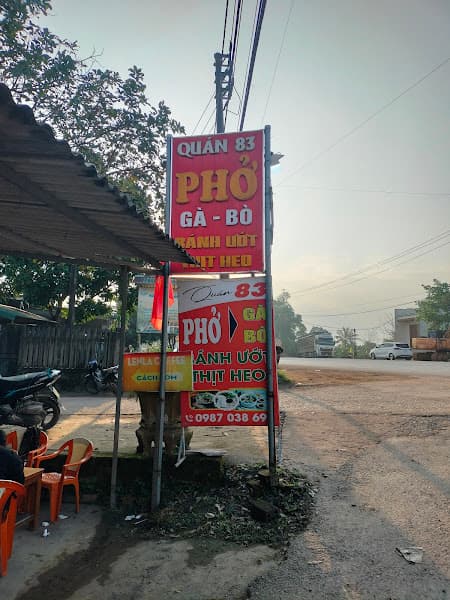 QUÁN 83
PHỞ
GÀ - BÒ
BÁNH ƯỚT
THỊT HEO
Quán 83
PHỞ GÀ
BÒ
BÁNH ƯỚT
THỊT HEO
0987 038 69